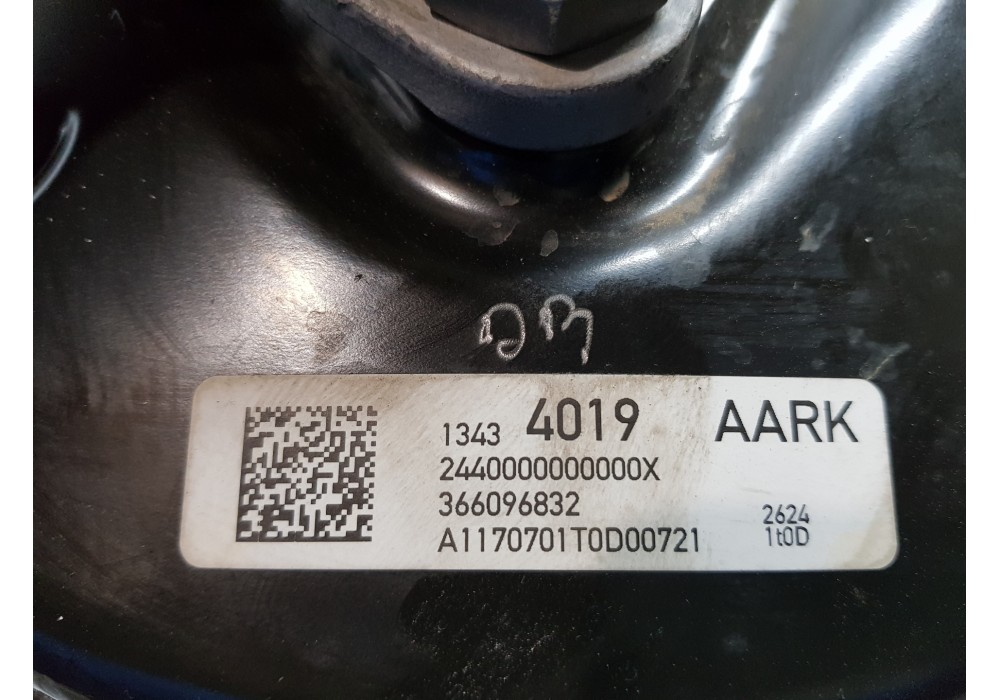 1343 4019 AARK
2440000000000X
366096832
A1170701T0D00721
2624
1t0D